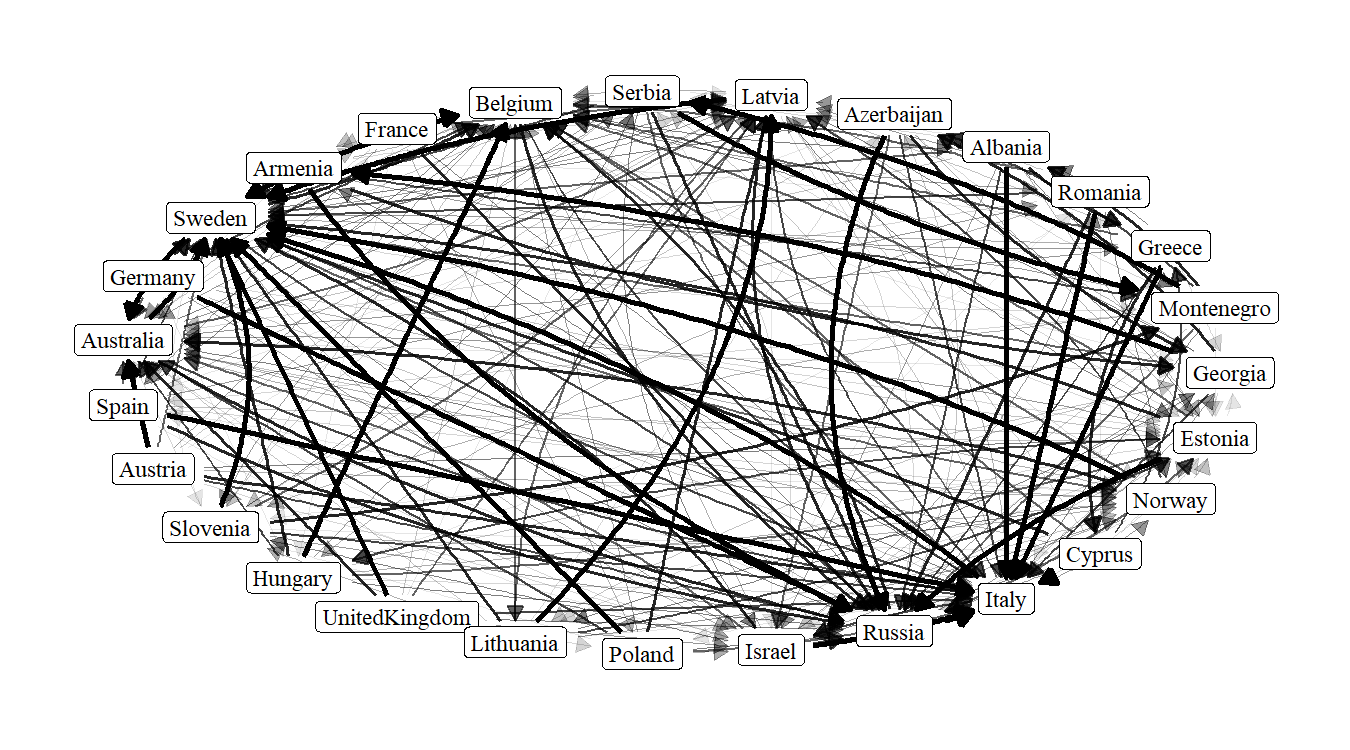 Serbia
Belgium
Latvia
Azerbaijan
France
Albania
Armenia
Romania
Sweden
Greece
Germany
Montenegro
Australia
Georgia
Spain
Estonia
Austria
Norway
Slovenia
Cyprus
Hungary
Italy
UnitedKingdom
Russia
Lithuania
Israel
Poland